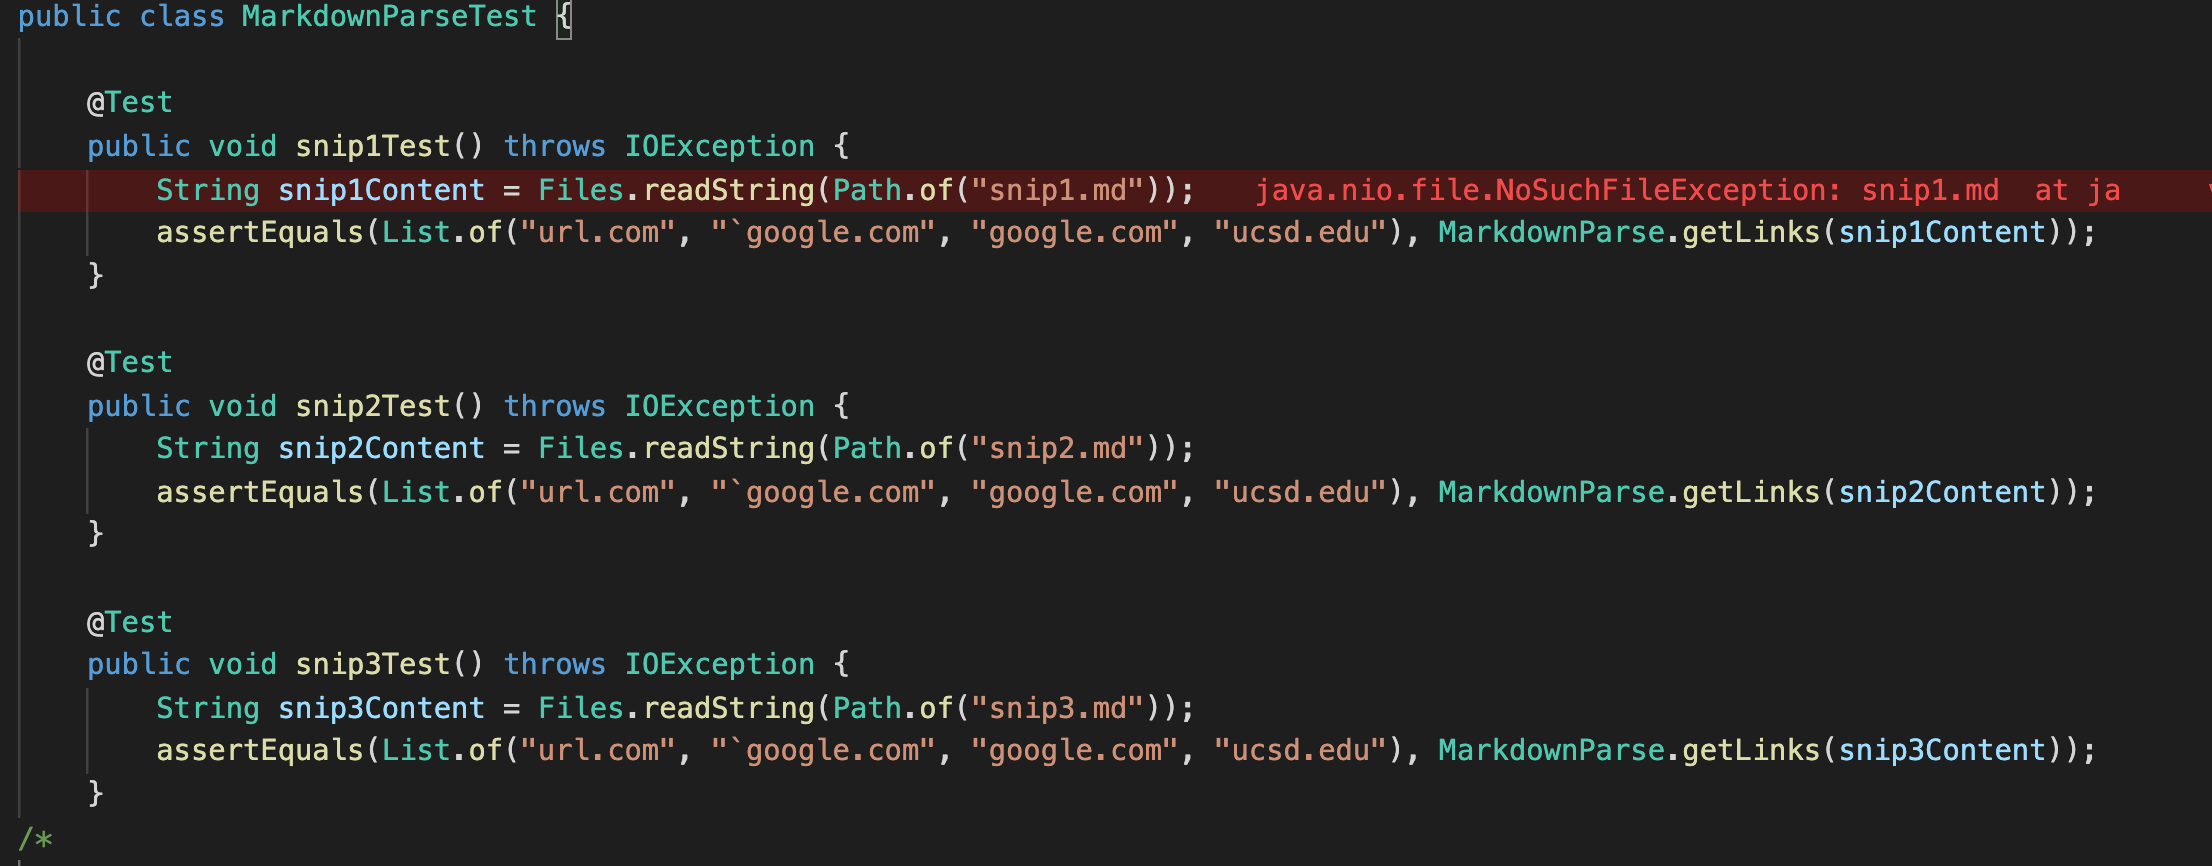 public class MarkdownParseTest {
@Test
public void snip1Test() throws IOException {
String snip1Content = Files.readString(Path.of("snip1.md")); java.nio.file.NoSuchFileException: snip1.md at ja
assertEquals(List.of("url.com", "`google.com", "google.com", "ucsd.edu"), MarkdownParse.getLinks(snip1Content));
}
@Test
public void snip2Test() throws IOException {
String snip2Content = Files.readString(Path.of("snip2.md"));
assertEquals(List.of("url.com", "`google.com", "google.com", "ucsd.edu"), MarkdownParse.getLinks(snip2Content));
}
@Test
public void snip3Test() throws IOException {
String snip3Content = Files.readString(Path.of("snip3.md"));
assertEquals(List.of("url.com", "`google.com", "google.com", "ucsd.edu"), MarkdownParse.getLinks(snip3Content));
}
/*